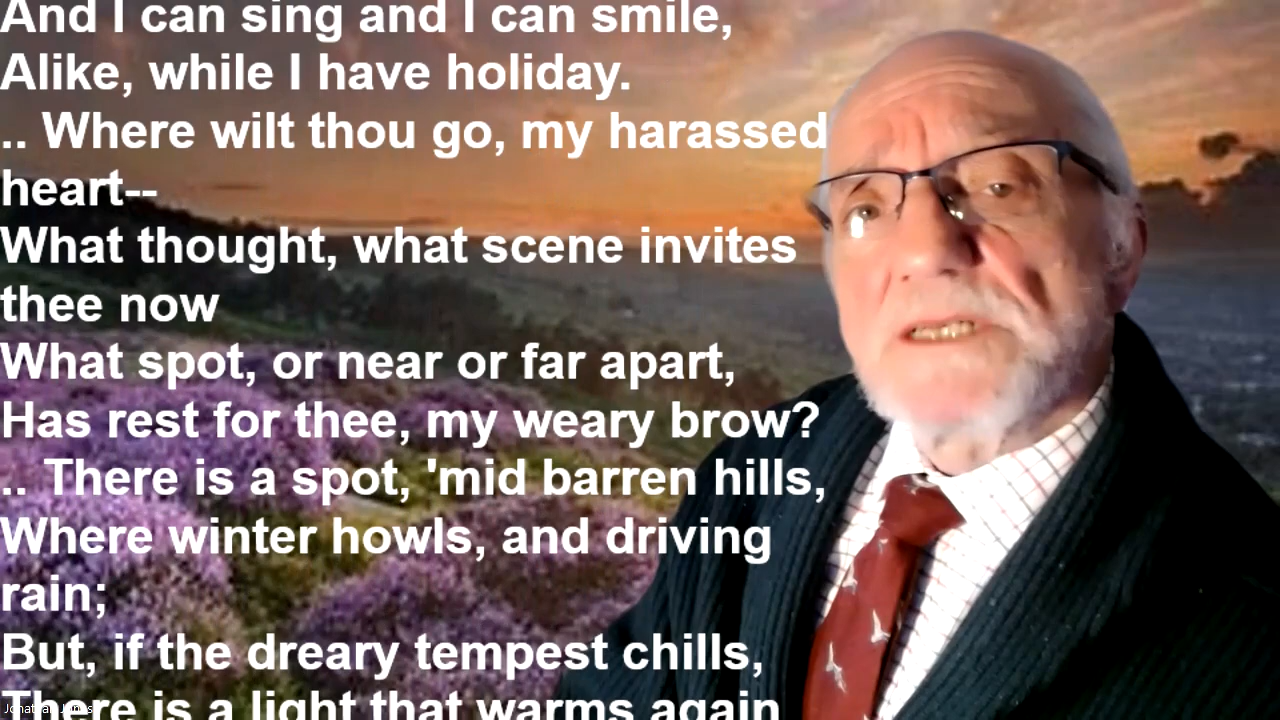 And I can sing and I can smile,
Alike, while I have holiday.
.. Where wilt thou go, my harassed
heart--
What thought, what scene invites
thee now
What spot, or near or far apart,
Has rest for thee, my weary brow?
.. There is a spot, 'mid barren hills,
Where winter howls, and driving
rain;
But, if the dreary tempest chills,
There is a light that warms again